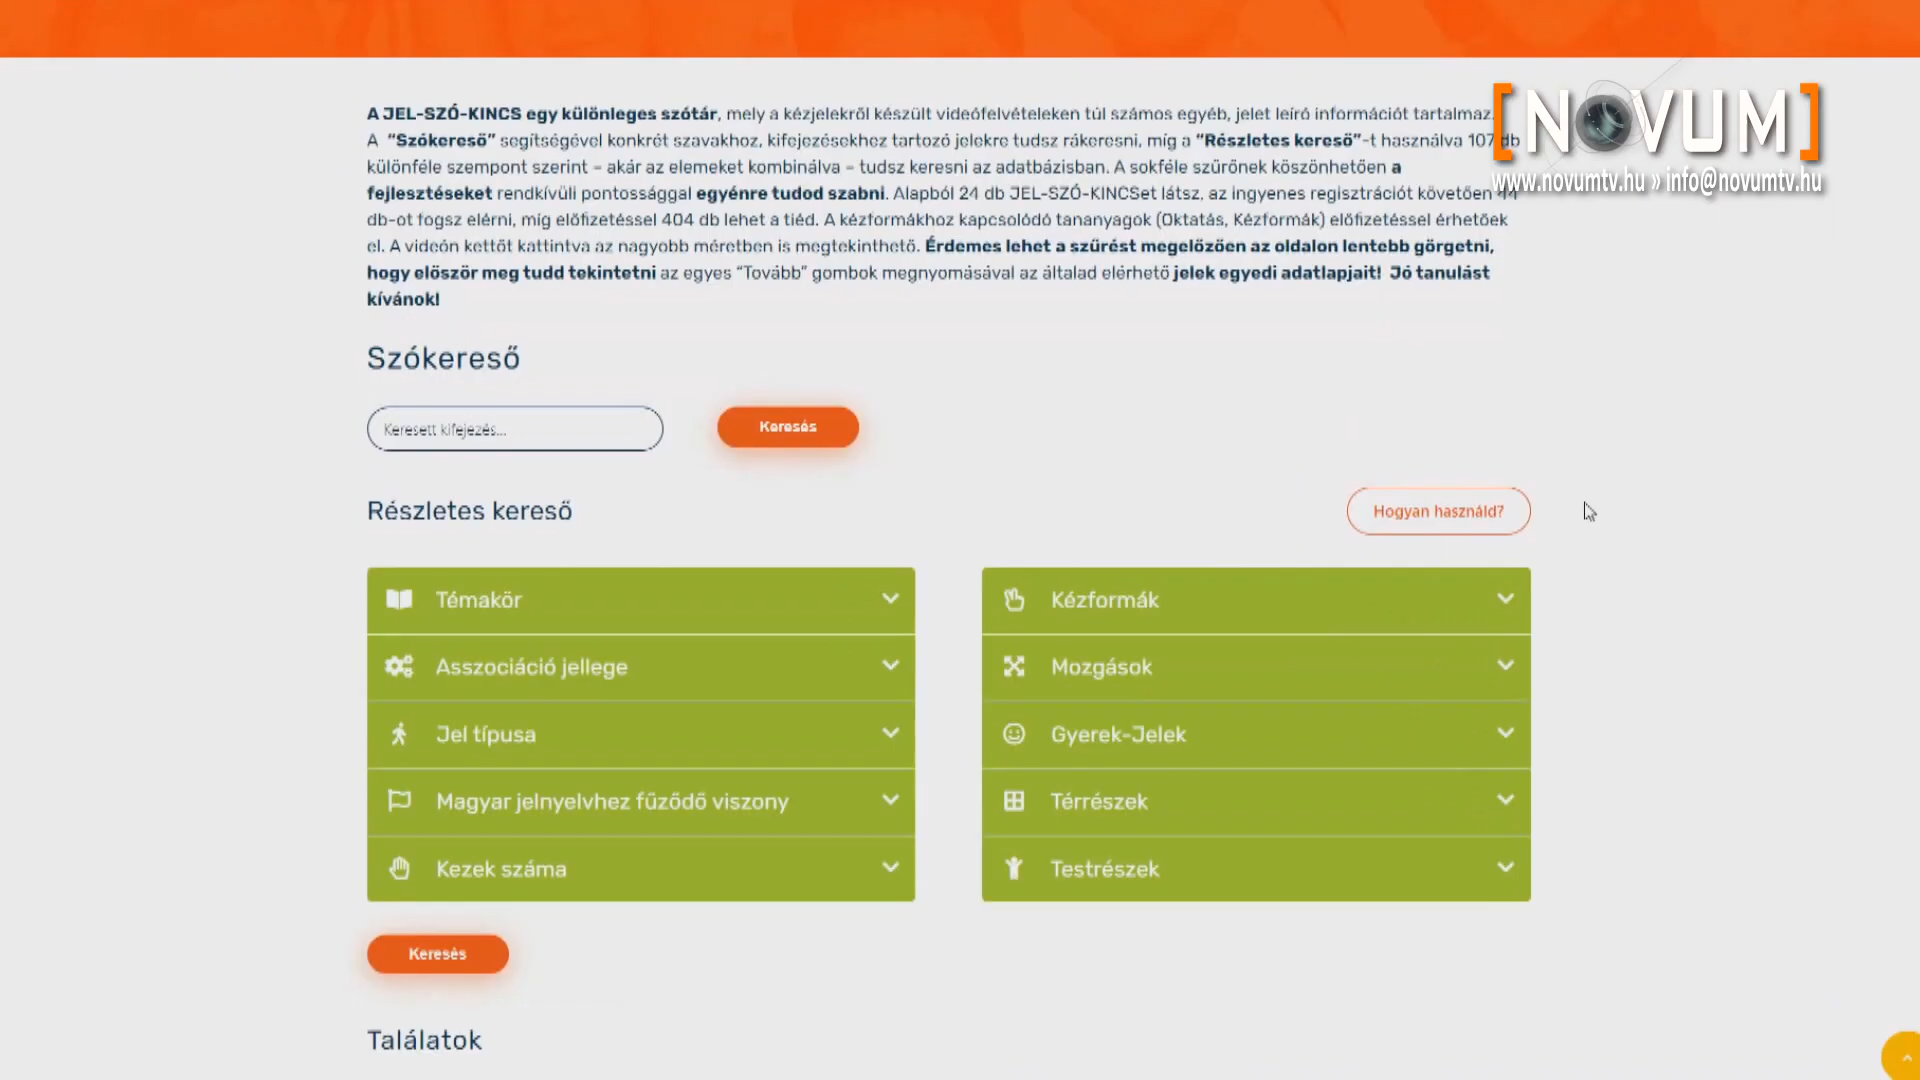 A JEL-SZÓ-KINCS egy különleges szótár, mely a kézjelekről készült videófelvételeken túl számos egyéb, jelet leíró információt tartalmaz.
A "Szókereső" segítségével konkrét szavakhoz, kifejezésekhez tartozó jelekre tudsz rákeresni, míg a "Részletes kereső"-t használva 107 db
különféle szempont szerint – akár az elemeket kombinálva – tudsz keresni az adatbázisban. A sokféle szűrőnek köszönhetően a
fejlesztéseket rendkívüli pontossággal egyénre tudod szabni. Alapból 24 db JEL-SZÓ-KINCSet látsz, az ingyenes regisztrációt követően 44
db-ot fogsz elérni, míg előfizetéssel 404 db lehet a tiéd. A kézformákhoz kapcsolódó tananyagok (Oktatás, Kézformák) előfizetéssel érhetőek
el. A videón kettőt kattintva az nagyobb méretben is megtekinthető. Érdemes lehet a szűrést megelőzően az oldalon lentebb görgetni,
hogy először meg tudd tekintetni az egyes "Tovább" gombok megnyomásával az általad elérhető jelek egyedi adatlapjait! Jó tanulást
kívánok!
[NOVUM]
www.novumtv.hu » info@novumtv.hu
Szókereső
Keresett kifejezés...
Keresés
Részletes kereső
Hogyan használd?
Témakör
Asszociáció jellege
Jel típusa
Magyar jelnyelvhez fűződő viszony
Kezek száma
Kézformák
Mozgások
Gyerek-Jelek
Térrészek
Testrészek
Keresés
Találatok